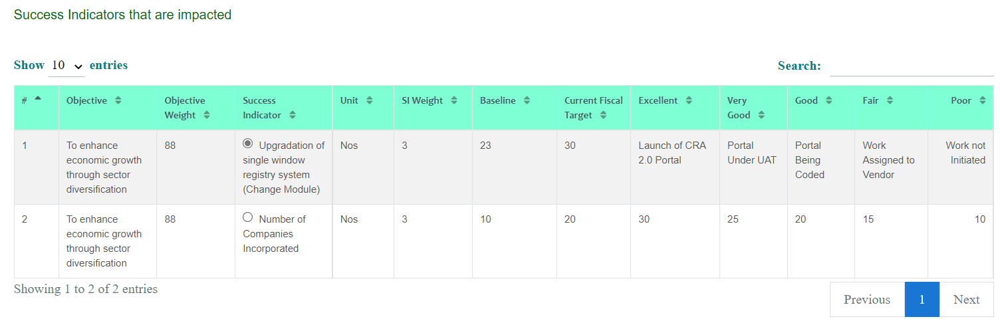 Success Indicators that are impacted
Show 10 entries
Search:
# Objective Objective Weight Success Indicator Unit SI Weight Baseline Current Fiscal Target Excellent Very Good Good Fair Poor
1 To enhance economic growth through sector diversification 88 Upgradation of single window registry system (Change Module) Nos 3 23 30 Launch of CRA 2.0 Portal Portal Under UAT Portal Being Coded Work Assigned to Vendor Work not Initiated
2 To enhance economic growth through sector diversification 88 Number of Companies Incorporated Nos 3 10 20 30 25 20 15 10
Showing 1 to 2 of 2 entries
Previous 1 Next